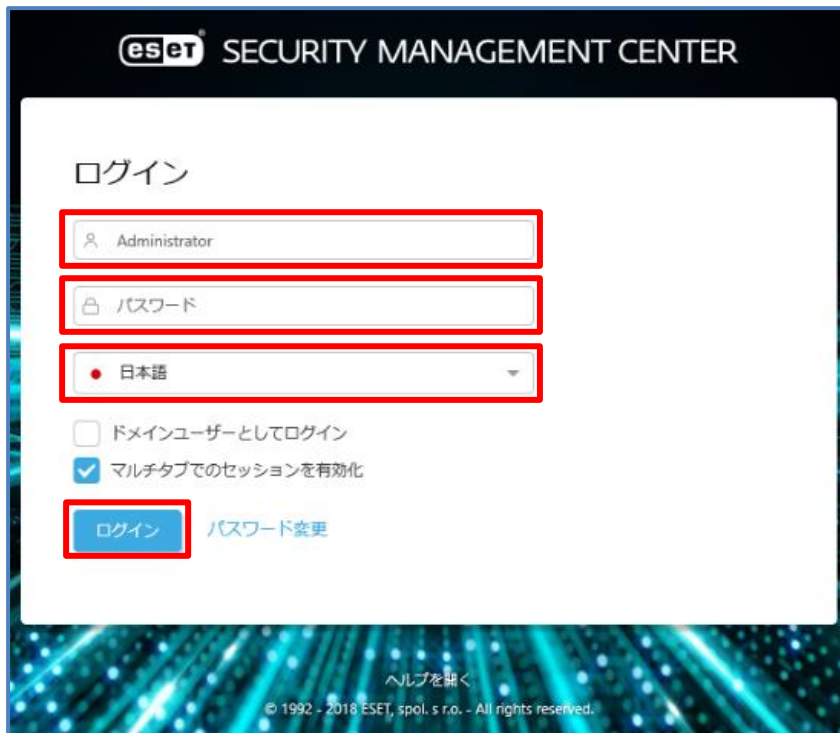 eset® SECURITY MANAGEMENT CENTER
ログイン
Administrator
パスワード
日本語
ドメインユーザーとしてログイン
マルチタブでのセッションを有効化
ログイン パスワード変更
ヘルプを開く
© 1992 - 2018 ESET, spol. s r.o. - All rights reserved.